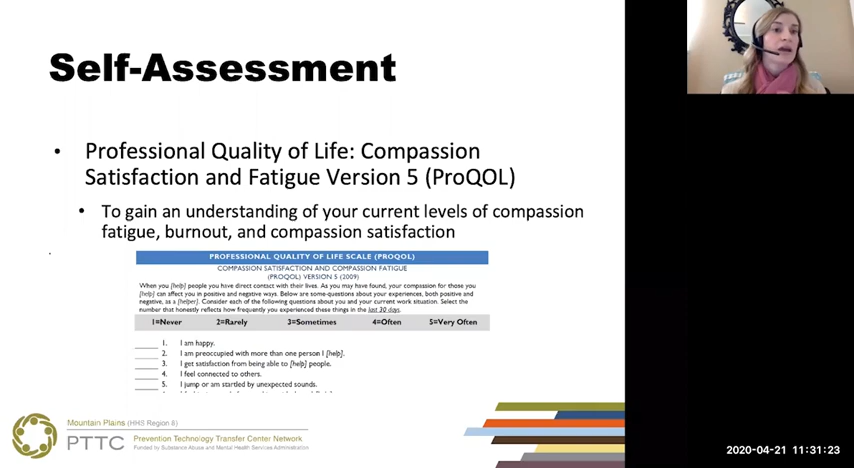 Self-Assessment
• Professional Quality of Life: Compassion
Satisfaction and Fatigue Version 5 (ProQOL)
• To gain an understanding of your current levels of compassion
fatigue, burnout, and compassion satisfaction
PROFESSIONAL QUALITY OF LIFE SCALE (PROQOL)
COMPASSION SATISFACTION AND COMPASSION FATIGUE
(PROQOL) VERSION 5 (2009)
When you [help] people you have direct contact with their lives. As you may have found, your compassion for those you
[help] can affect you in positive and negative ways. Below are some-questions about your experiences, both positive and
negative, as a [helper]. Consider each of the following questions about you and your current work situation. Select the
number that honestly reflects how frequently you experienced these things in the last 30 days.
1=Never 2=Rarely 3=Sometimes 4=Often 5=Very Often
1. I am happy.
2. I am preoccupied with more than one person I [help].
3. I get satisfaction from being able to [help] people.
4. I feel connected to others.
5. I jump or am startled by unexpected sounds.
Mountain Plains (HHS Region 8)
PTTC Prevention Technology Transfer Center Network
Funded by Substance Abuse and Mental Health Services Administration
2020-04-21 11:31:23